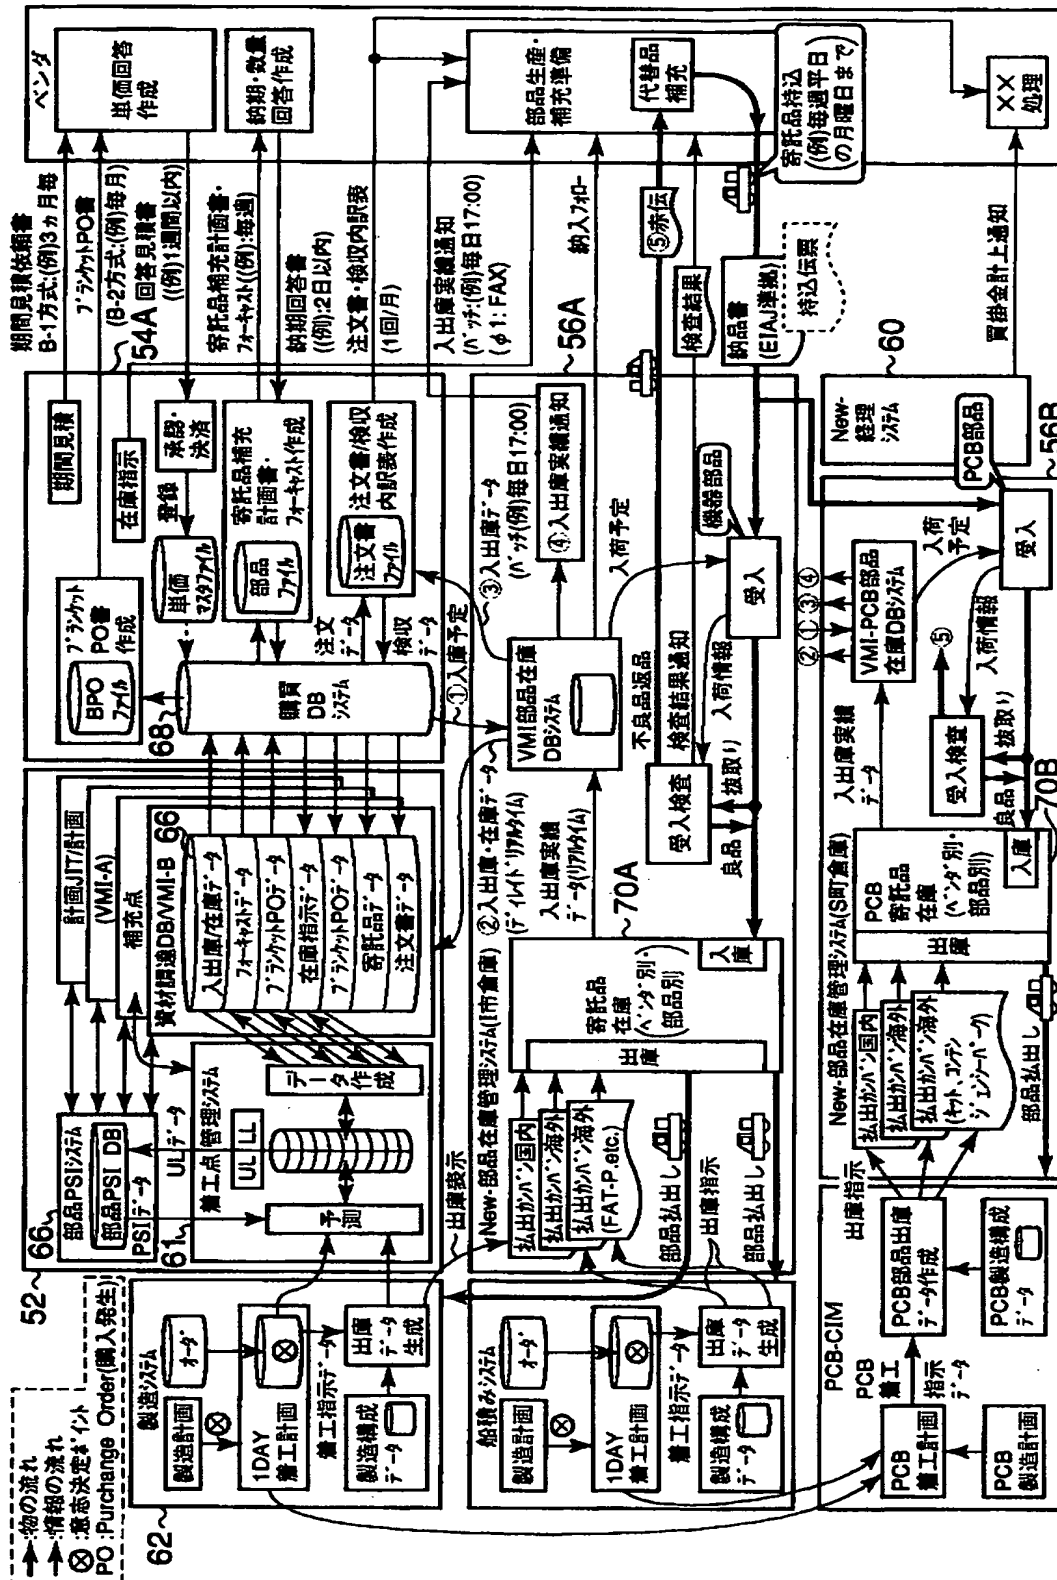 →:物の流れ
→:情報の流れ
⊗:意志決定ポイント
PO:Purchange Order(購入発生)
62
製造システム
製造計画
オーダ
1DAY
着工計画
着工指示データ
製造構成
データ
出庫
データ
生成
船積みシステム
製造計画
オーダ
1DAY
着工計画
着工指示データ
製造構成
データ
出庫
データ
生成
PCB-CIM
PCB
着工
指示
データ
PCB
着工計画
PCB
製造計画
PCB部品出庫
データ作成
PCB製造構成
データ
出庫指示
52
66
部品PSIシステム
部品PSI DB
PSIデータ
ULデータ
61
着工点管理システム
UL
LL
予測
データ作成
計画JIT/計画
(VMI-A)
補充点
資材調達DB/VMI-B
66
入出庫/在庫データ
フォーキャストデータ
ブランケットPOデータ
在庫指示データ
ブランケットPOデータ
寄託品データ
注文書データ
出庫表示
New-部品在庫管理システム(I市倉庫)
払出カンバン国内
払出カンバン海外
払出カンバン海外
(FAT-P.etc.)
部品払出し
出庫指示
部品払出し
出庫
寄託品
在庫
(ベンダ別・
部品別)
入庫
70A
②入出庫・在庫データ
(ディレイドリアルタイム)
入出庫実績
データ(リアルタイム)
受入検査
良品
抜取り
New-部品在庫管理システム(S町倉庫)
払出カンバン国内
払出カンバン海外
払出カンバン海外
(キット、コンテン
ジェンシーパーク)
部品払出し
出庫
PCB
寄託品
在庫
(ベンダ別・
部品別)
入庫
70B
入出庫実績
データ
受入検査
良品
抜取り
⑤
68
BPO
ファイル
ブランケット
PO書
作成
購買
DB
システム
単価
マスタファイル
登録
承認・
決済
期間見積
在庫指示
部品
ファイル
寄託品補充
計画書・
フォーキャスト作成
注文
データ
検収
データ
注文書
ファイル
注文書/検収
内訳表作成
①入庫予定
③入出庫データ
(バッチ(例)毎日17:00)
VMI部品在庫
DBシステム
④入出庫実績通知
入荷予定
不良品返品
検査結果通知
入荷情報
機器部品
受入
56A
VMI-PCB部品
在庫DBシステム
② ① ③ ④
入荷
予定
入荷情報
受入
PCB部品
56B
New-
経理
システム
60
期間見積依頼書
B-1方式:(例)3ヵ月毎
ブランケットPO書
(B-2方式:(例)毎月)
54A
回答見積書
((例)1週間以内)
寄託品補充計画書・
フォーキャスト((例):毎週)
納期回答書
((例):2日以内)
注文書・検収内訳表
(1回/月)
入出庫実績通知
(バッチ:(例)毎日17:00)
(φ1: FAX)
納入フォロー
⑤赤伝
検査結果
納品書
(EIAJ準拠)
持込伝票
買掛金計上通知
ベンダ
単価回答
作成
納期・数量
回答作成
部品生産・
補充準備
代替品
補充
寄託品持込
((例)毎週平日
の月曜日まで)
××
処理